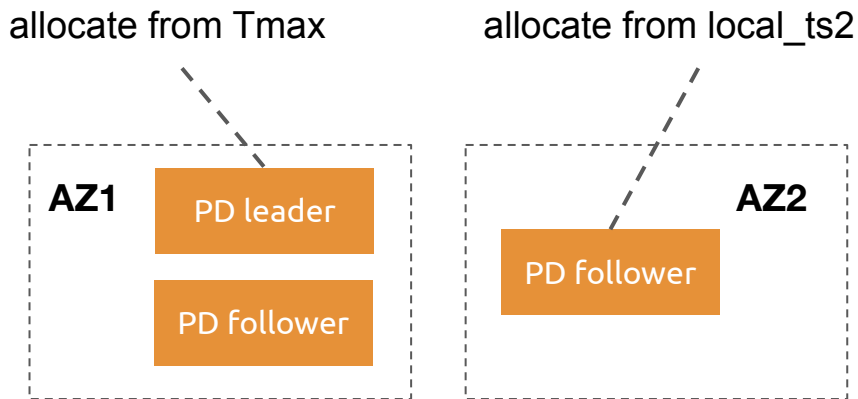 allocate from Tmax
allocate from local_ts2
AZ1
PD leader
PD follower
AZ2
PD follower